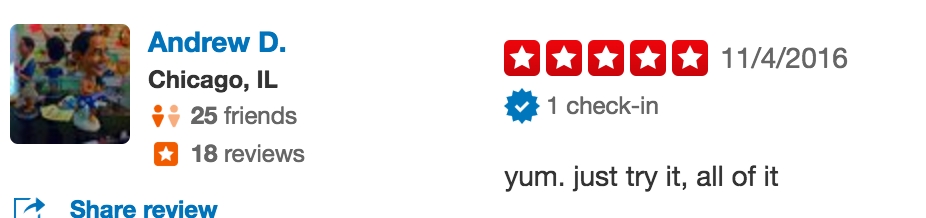 Andrew D.
Chicago, IL
25 friends
18 reviews
Share review
11/4/2016
1 check-in
yum. just try it, all of it